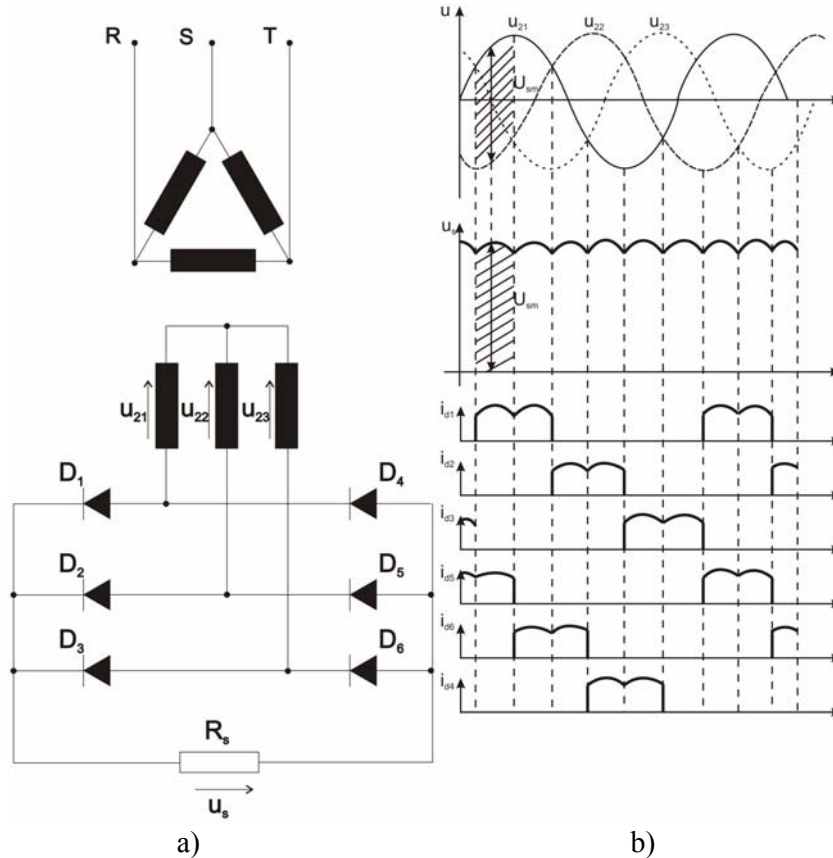 R S T
u21 u22 u23
D1 D4
D2 D5
D3 D6
Rs
us
a)
u u21 u22 u23
Usm
us
Usm
id1
id2
id3
id5
id6
id4
b)